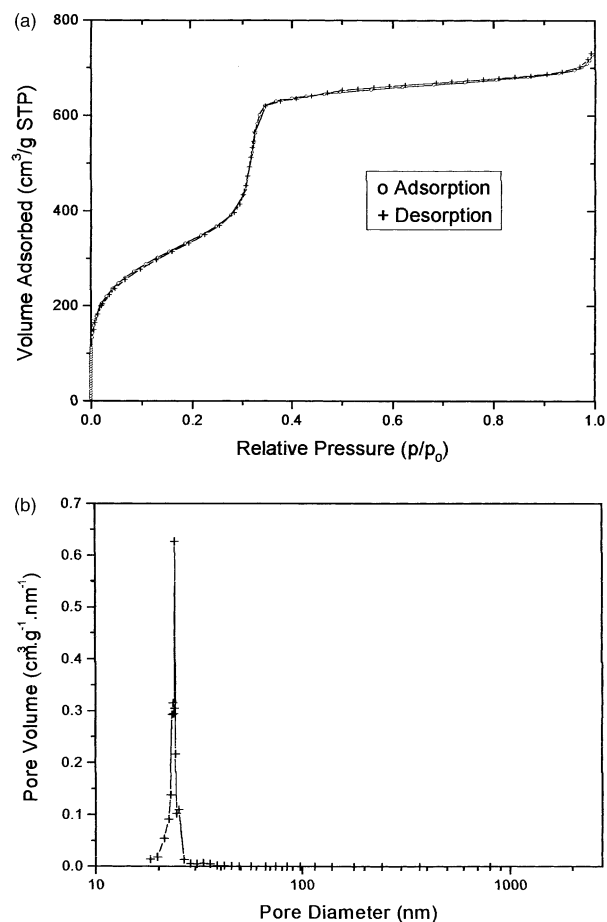 (a)
800
600
400
200
0
Volume Adsorbed (cm³/g STP)
o Adsorption
+ Desorption
0.0 0.2 0.4 0.6 0.8 1.0
Relative Pressure (p/p₀)
(b)
0.7
0.6
0.5
0.4
0.3
0.2
0.1
0.0
Pore Volume (cm³.g⁻¹.nm⁻¹)
10 100 1000
Pore Diameter (nm)